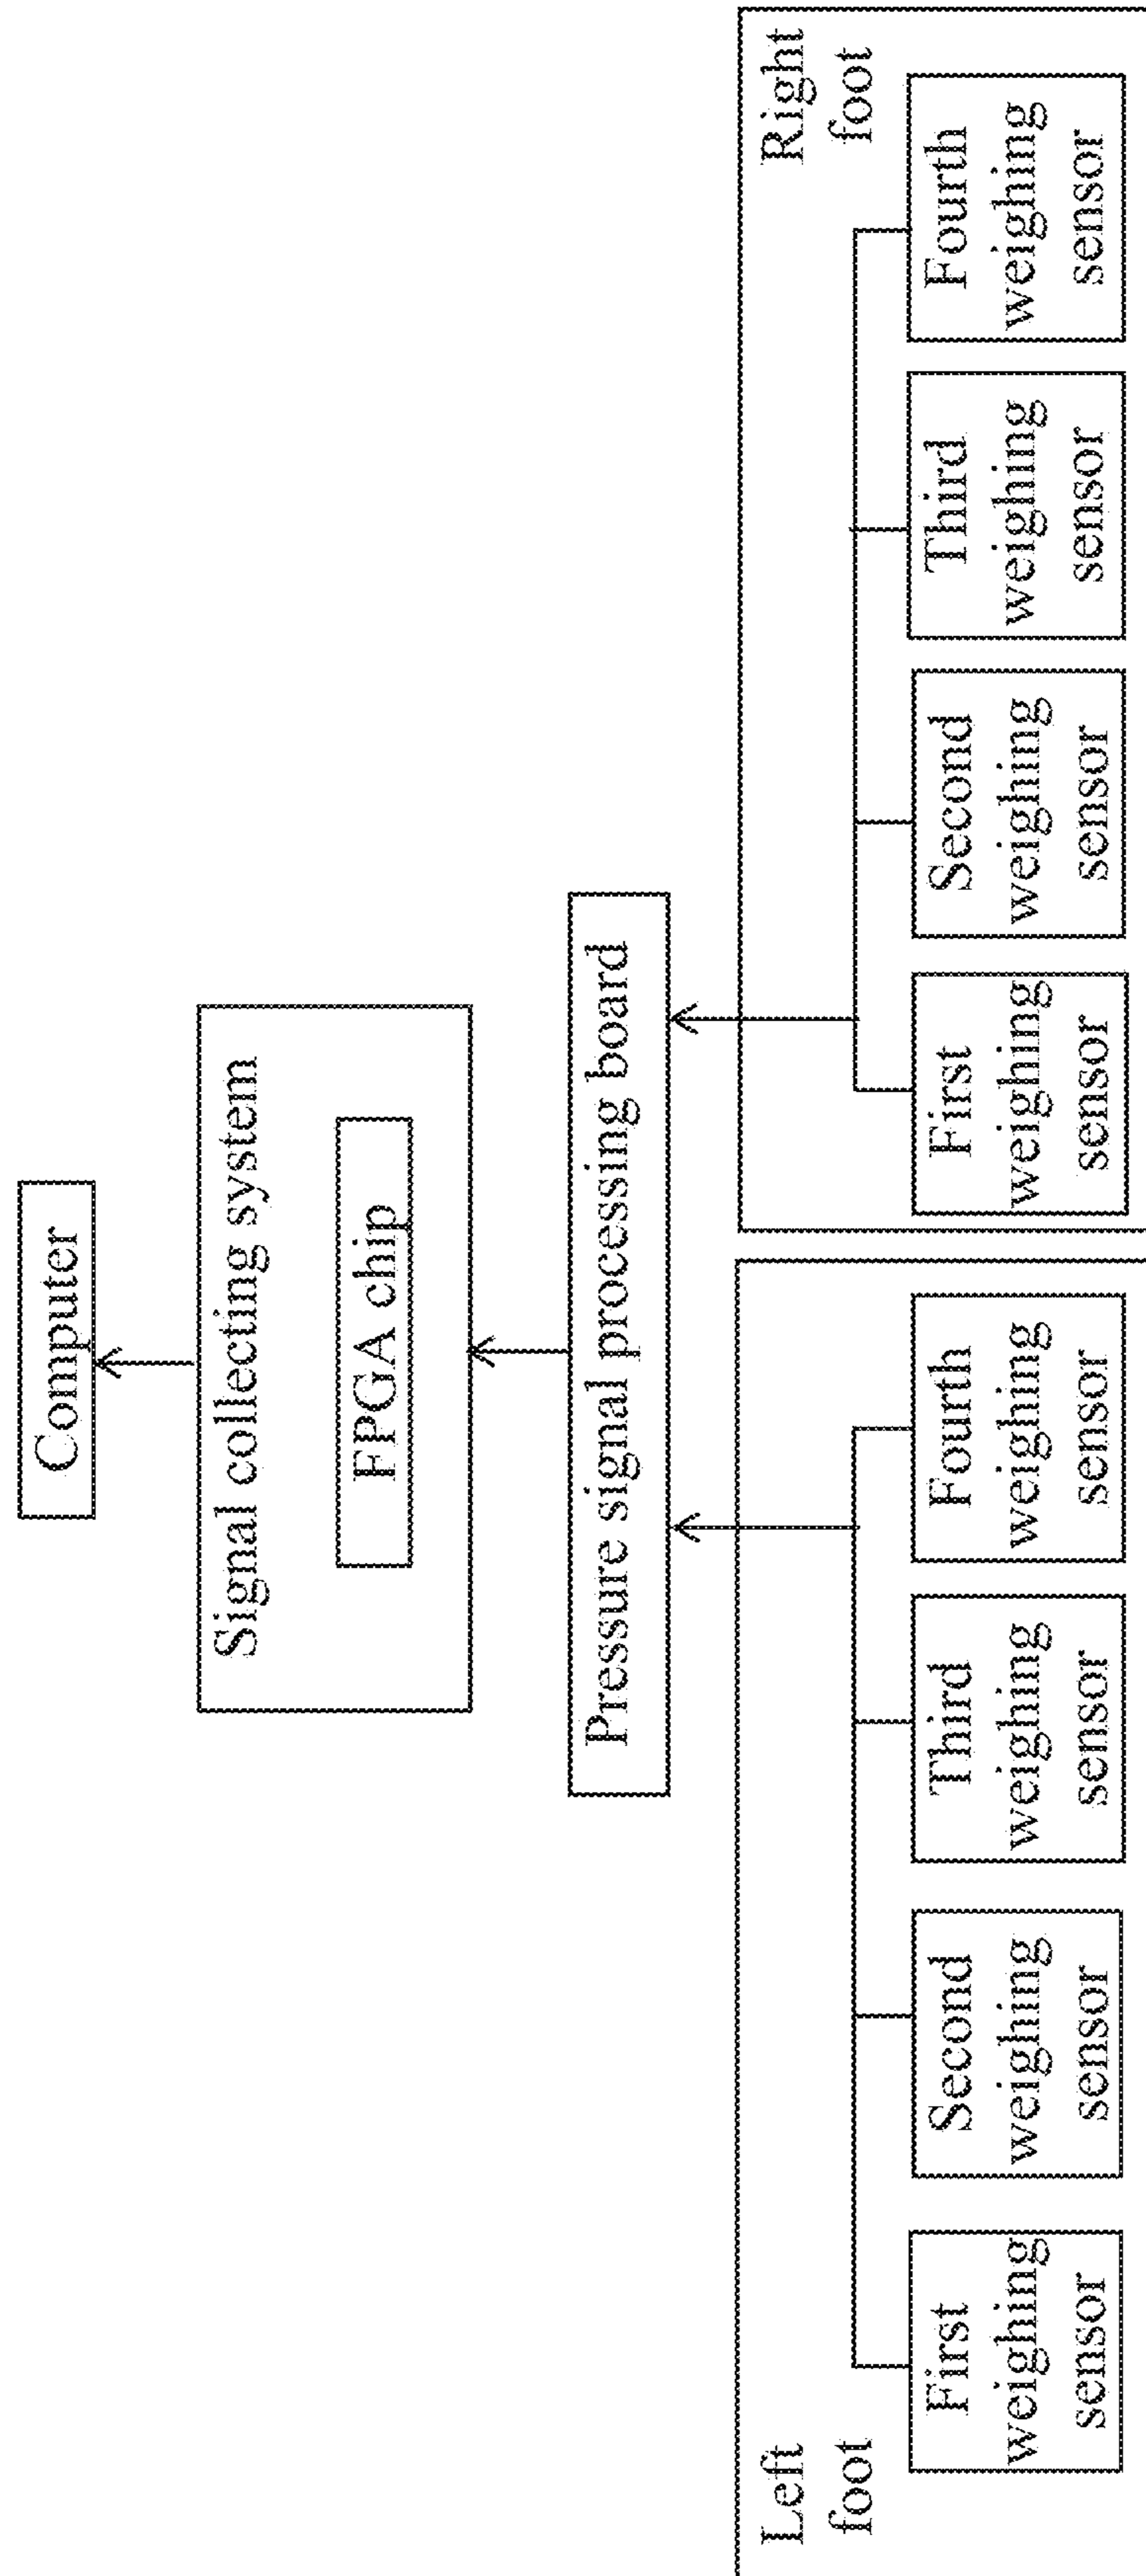 Computer
Signal collecting system
FPGA chip
Pressure signal processing board
Left
foot
First
weighing
sensor
Second
weighing
sensor
Third
weighing
sensor
Fourth
weighing
sensor
Right
foot
First
weighing
sensor
Second
weighing
sensor
Third
weighing
sensor
Fourth
weighing
sensor